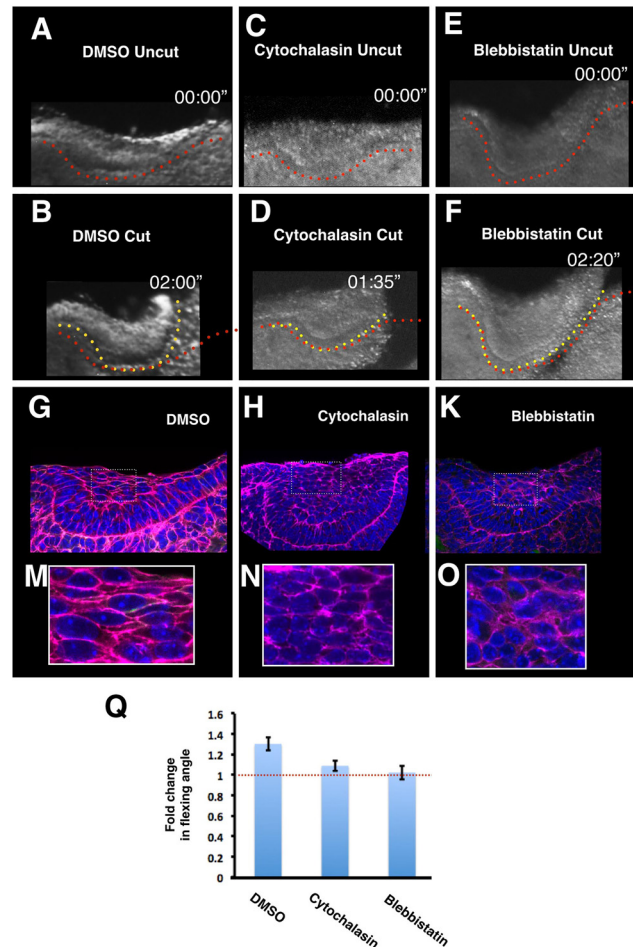 A
DMSO Uncut
00:00”
C
Cytochalasin Uncut
00:00”
E
Blebbistatin Uncut
00:00”
B
DMSO Cut
02:00”
D
Cytochalasin Cut
01:35”
F
Blebbistatin Cut
02:20”
G
DMSO
H
Cytochalasin
K
Blebbistatin
M
N
O
Q
Fold change
in flexing angle
1.6
1.4
1.2
1
0.8
0.6
0.4
0.2
0
DMSO
Cytochalasin
Blebbistatin